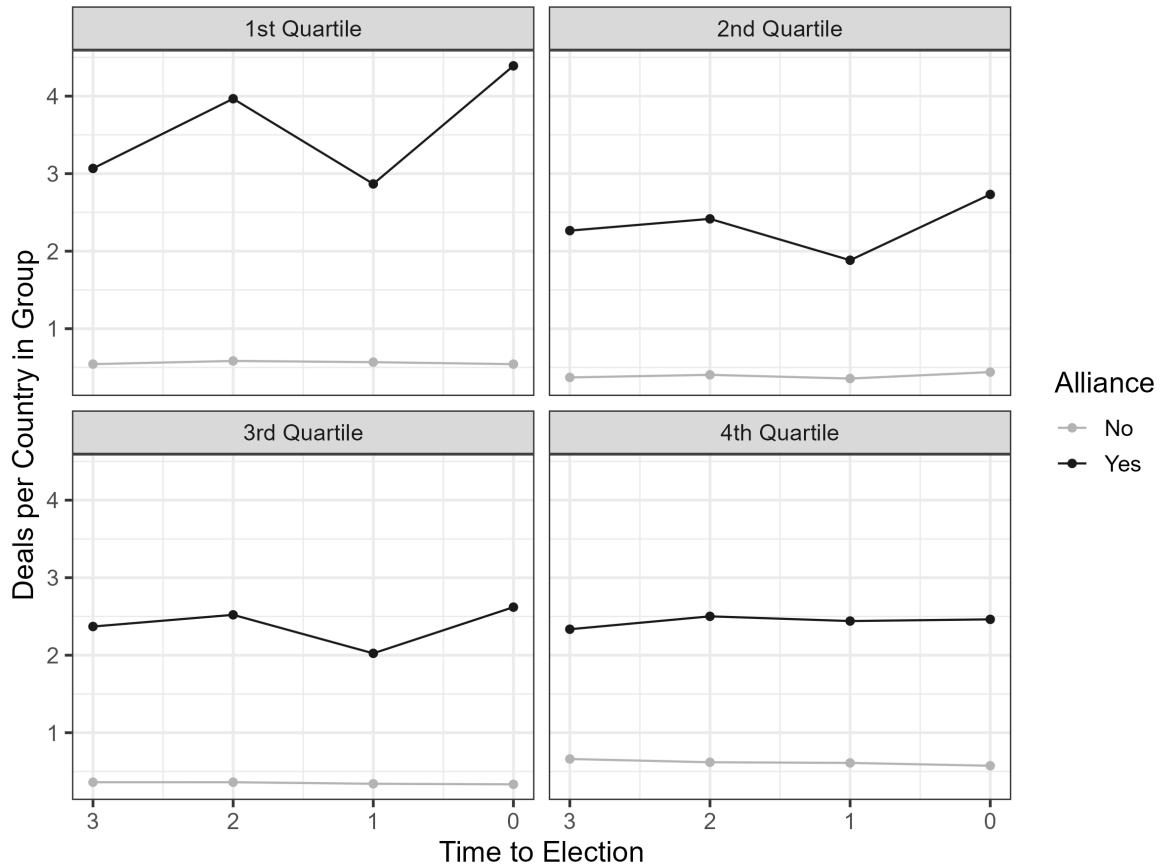 1st Quartile
2nd Quartile
4
3
2
1
3rd Quartile
4th Quartile
4
3
2
1
3 2 1 0
3 2 1 0
Time to Election
Deals per Country in Group
Alliance
No
Yes